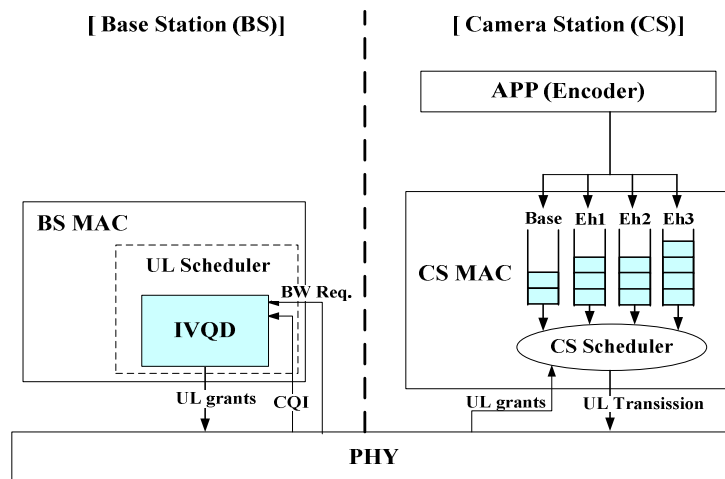 [ Base Station (BS)]
[ Camera Station (CS)]
APP (Encoder)
BS MAC
UL Scheduler
BW Req.
IVQD
UL grants
CQI
Base Eh1 Eh2 Eh3
CS MAC
CS Scheduler
UL grants
UL Transission
PHY